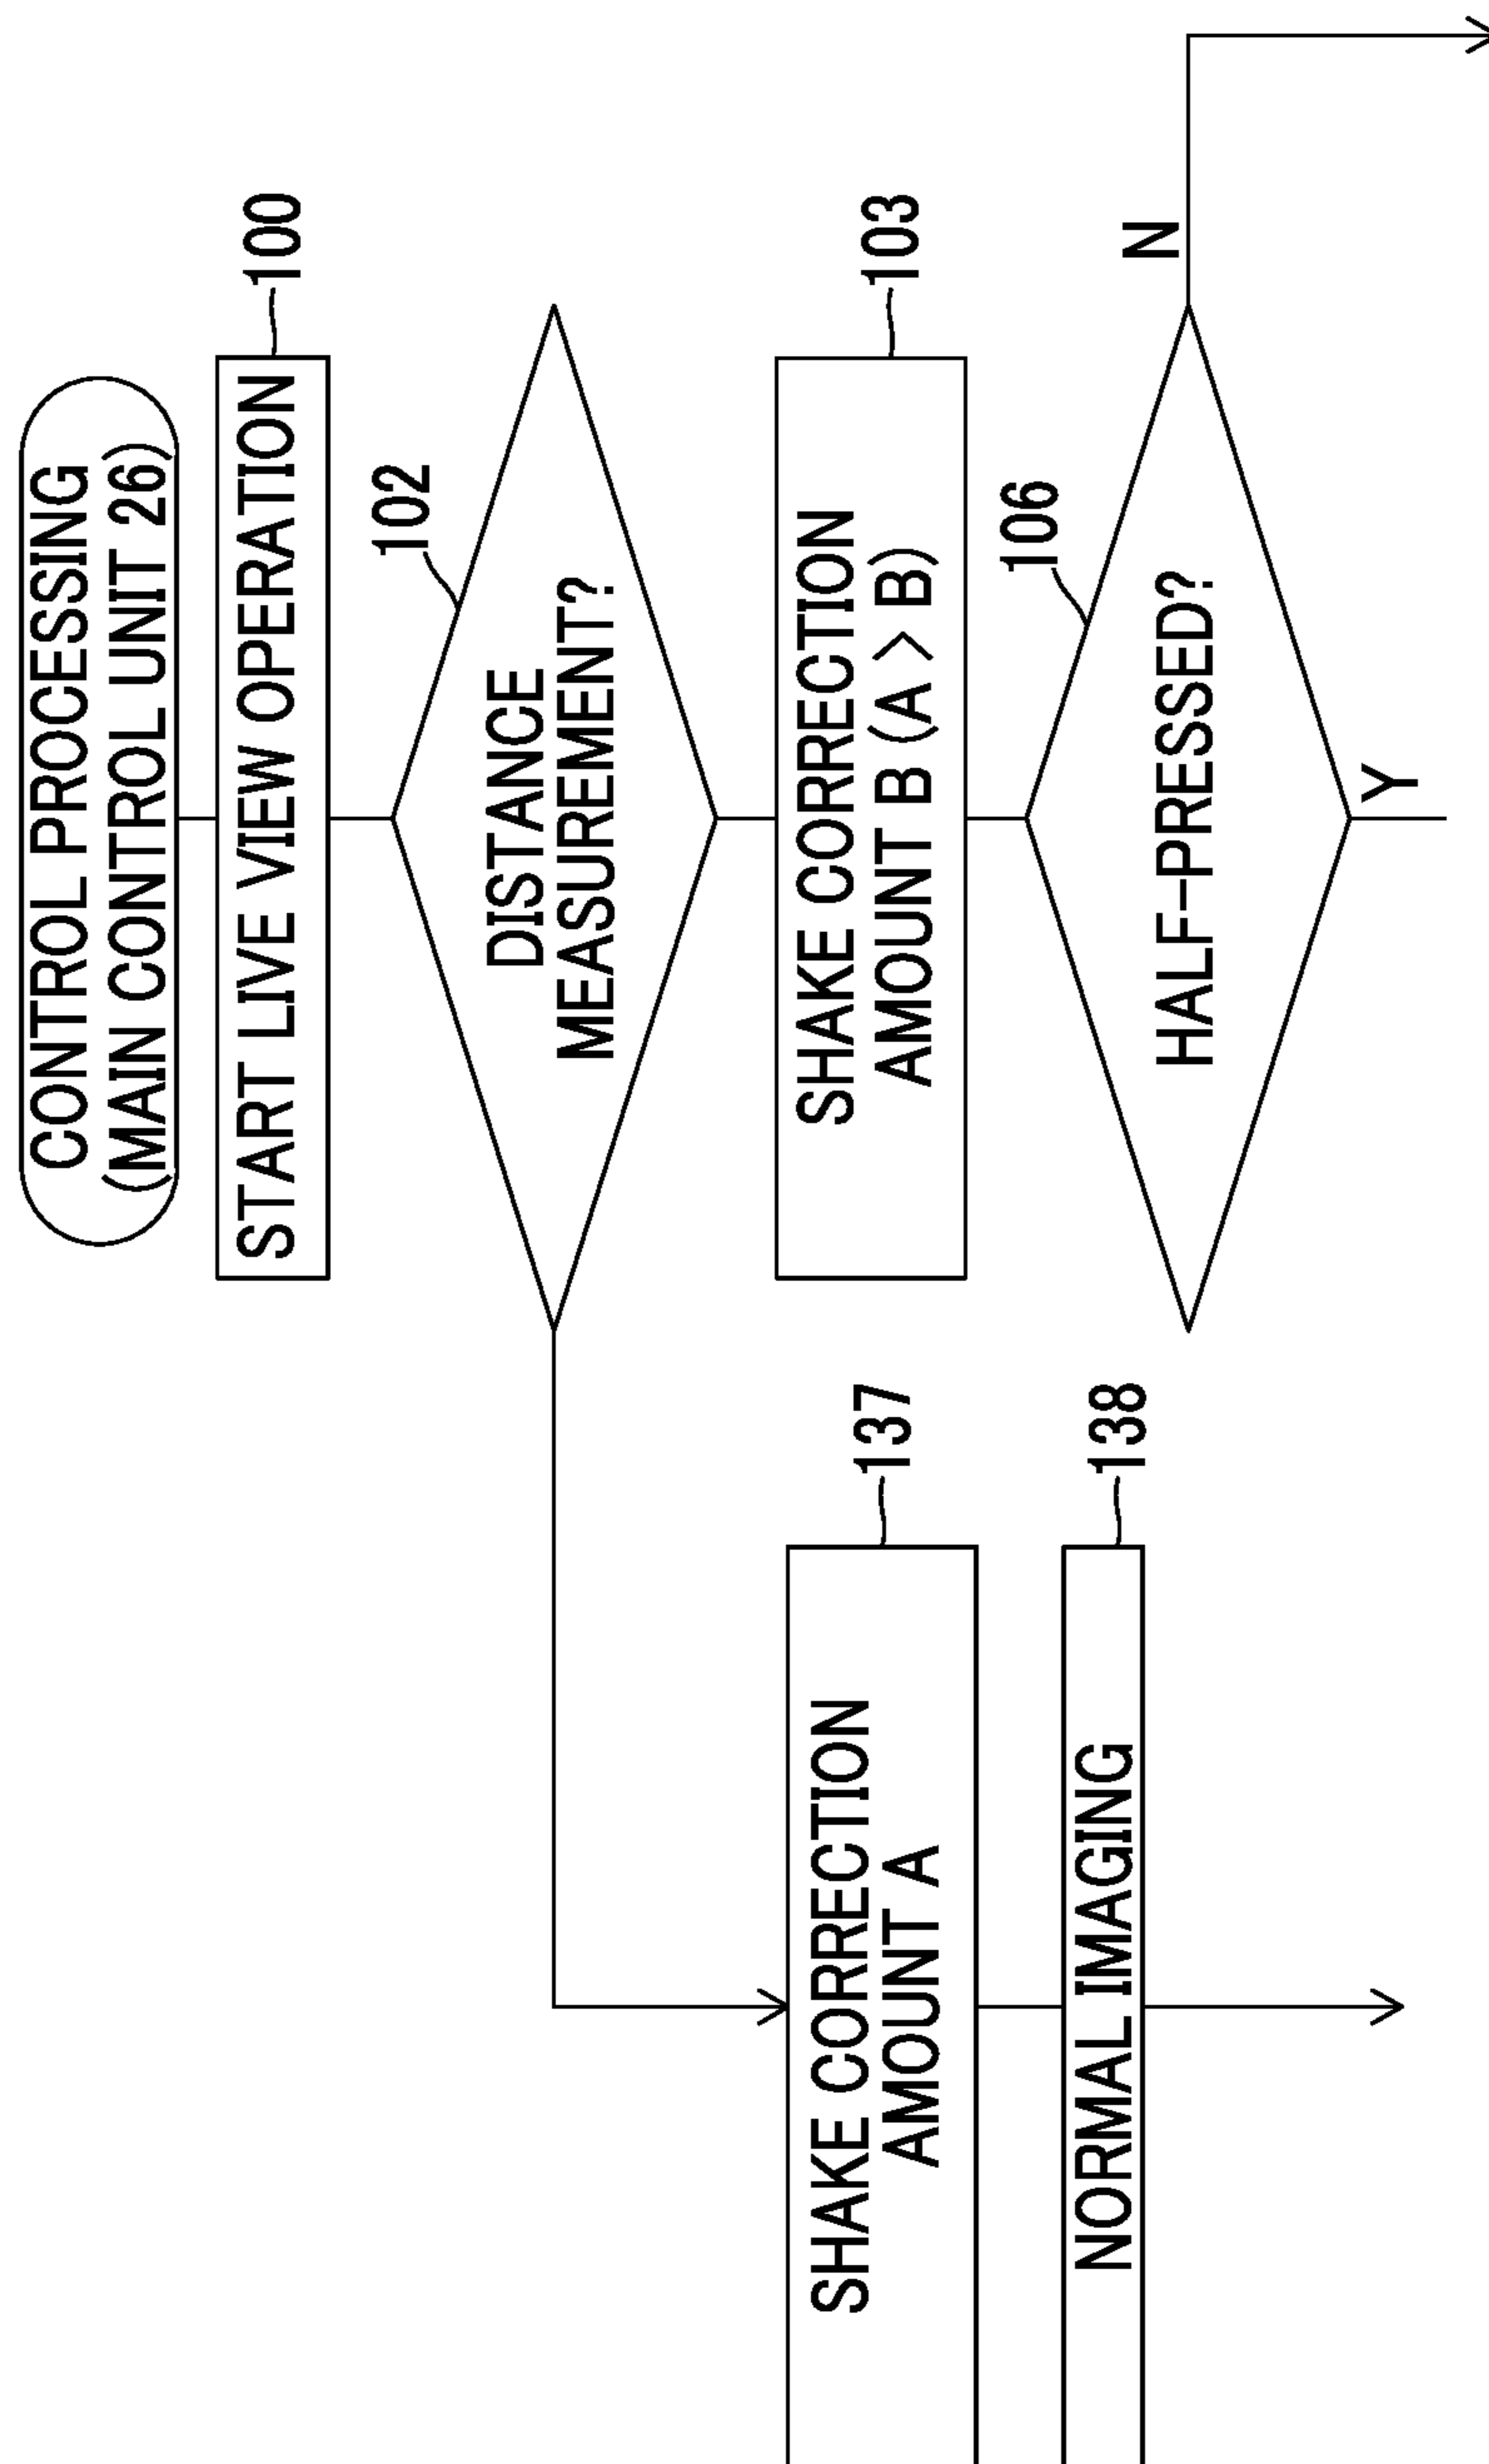 CONTROL PROCESSING
(MAIN CONTROL UNIT 26)
START LIVE VIEW OPERATION
100
102
DISTANCE
MEASUREMENT?
SHAKE CORRECTION
AMOUNT B (A > B)
103
106
HALF-PRESSED?
N
Y
SHAKE CORRECTION
AMOUNT A
137
NORMAL IMAGING
138